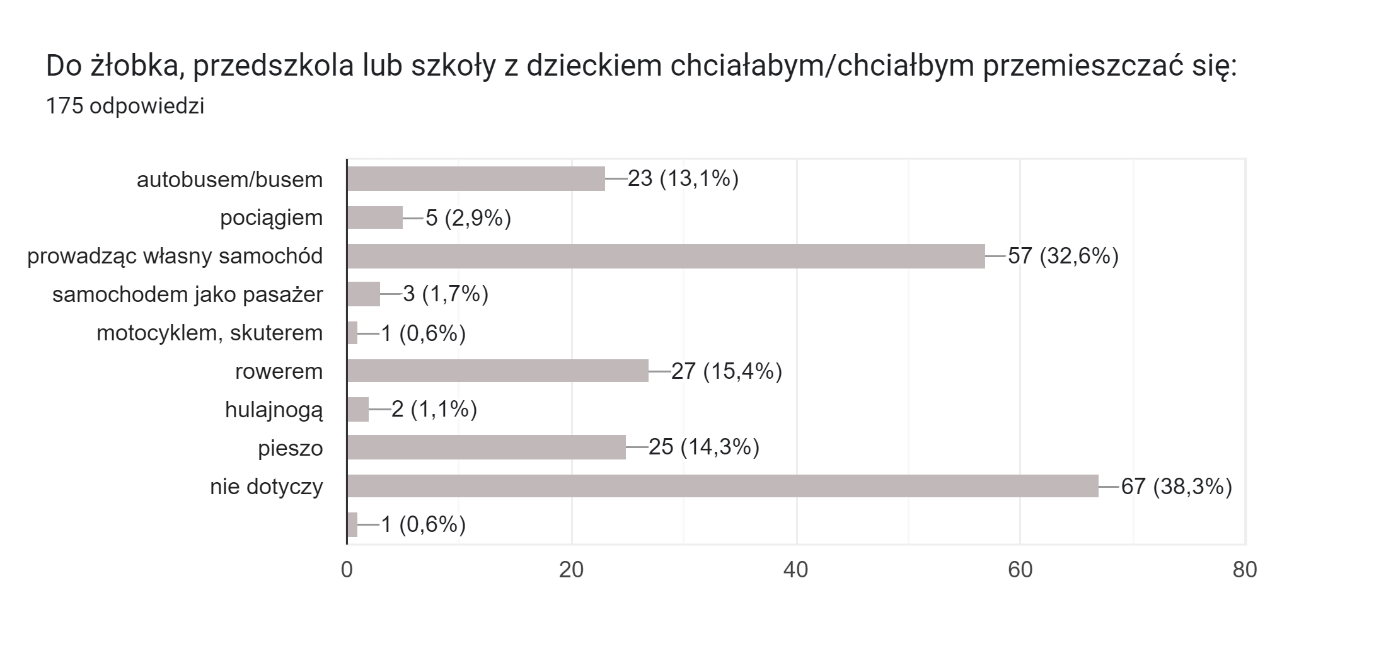 Do żłobka, przedszkola lub szkoły z dzieckiem chciałabym/chciałbym przemieszczać się:
175 odpowiedzi
autobusem/busem 23 (13,1%)
pociągiem 5 (2,9%)
prowadząc własny samochód 57 (32,6%)
samochodem jako pasażer 3 (1,7%)
motocyklem, skuterem 1 (0,6%)
rowerem 27 (15,4%)
hulajnogą 2 (1,1%)
pieszo 25 (14,3%)
nie dotyczy 67 (38,3%)
1 (0,6%)
0 20 40 60 80